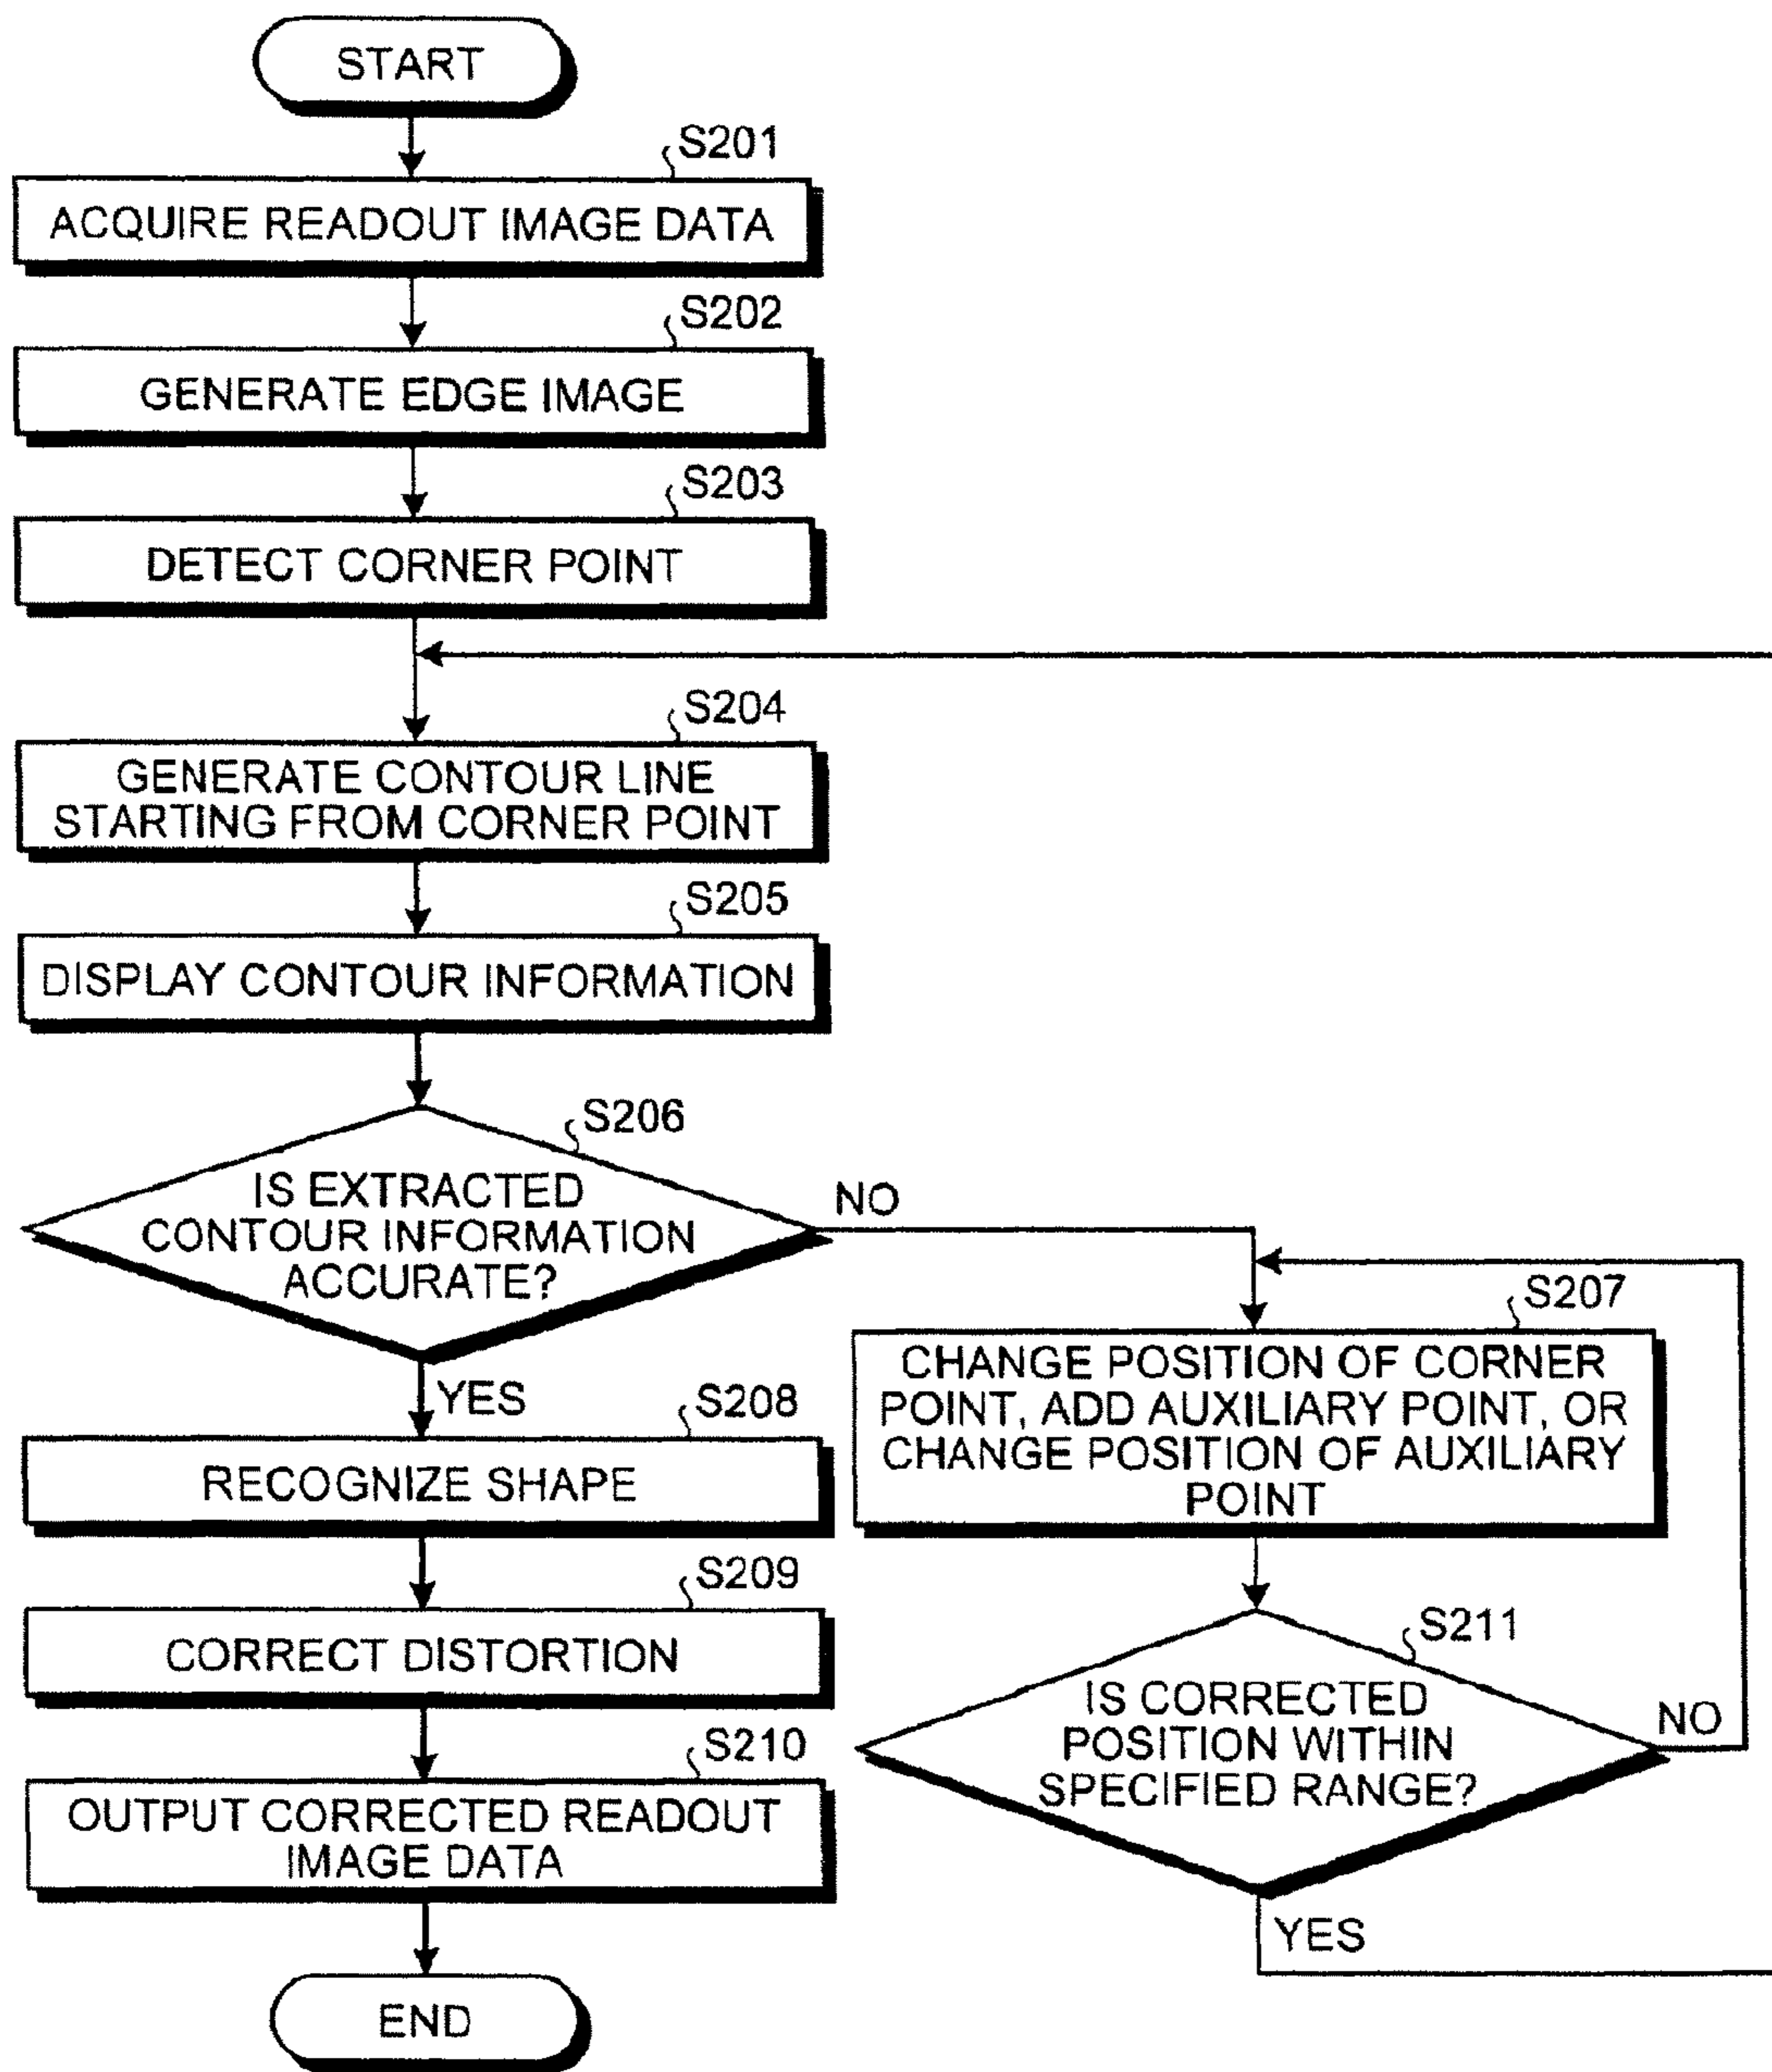 START
S201
ACQUIRE READOUT IMAGE DATA
S202
GENERATE EDGE IMAGE
S203
DETECT CORNER POINT
S204
GENERATE CONTOUR LINE
STARTING FROM CORNER POINT
S205
DISPLAY CONTOUR INFORMATION
S206
IS EXTRACTED
CONTOUR INFORMATION
ACCURATE?
NO
YES
S207
CHANGE POSITION OF CORNER
POINT, ADD AUXILIARY POINT, OR
CHANGE POSITION OF AUXILIARY
POINT
S208
RECOGNIZE SHAPE
S209
CORRECT DISTORTION
S211
IS CORRECTED
POSITION WITHIN
SPECIFIED RANGE?
NO
YES
S210
OUTPUT CORRECTED READOUT
IMAGE DATA
END